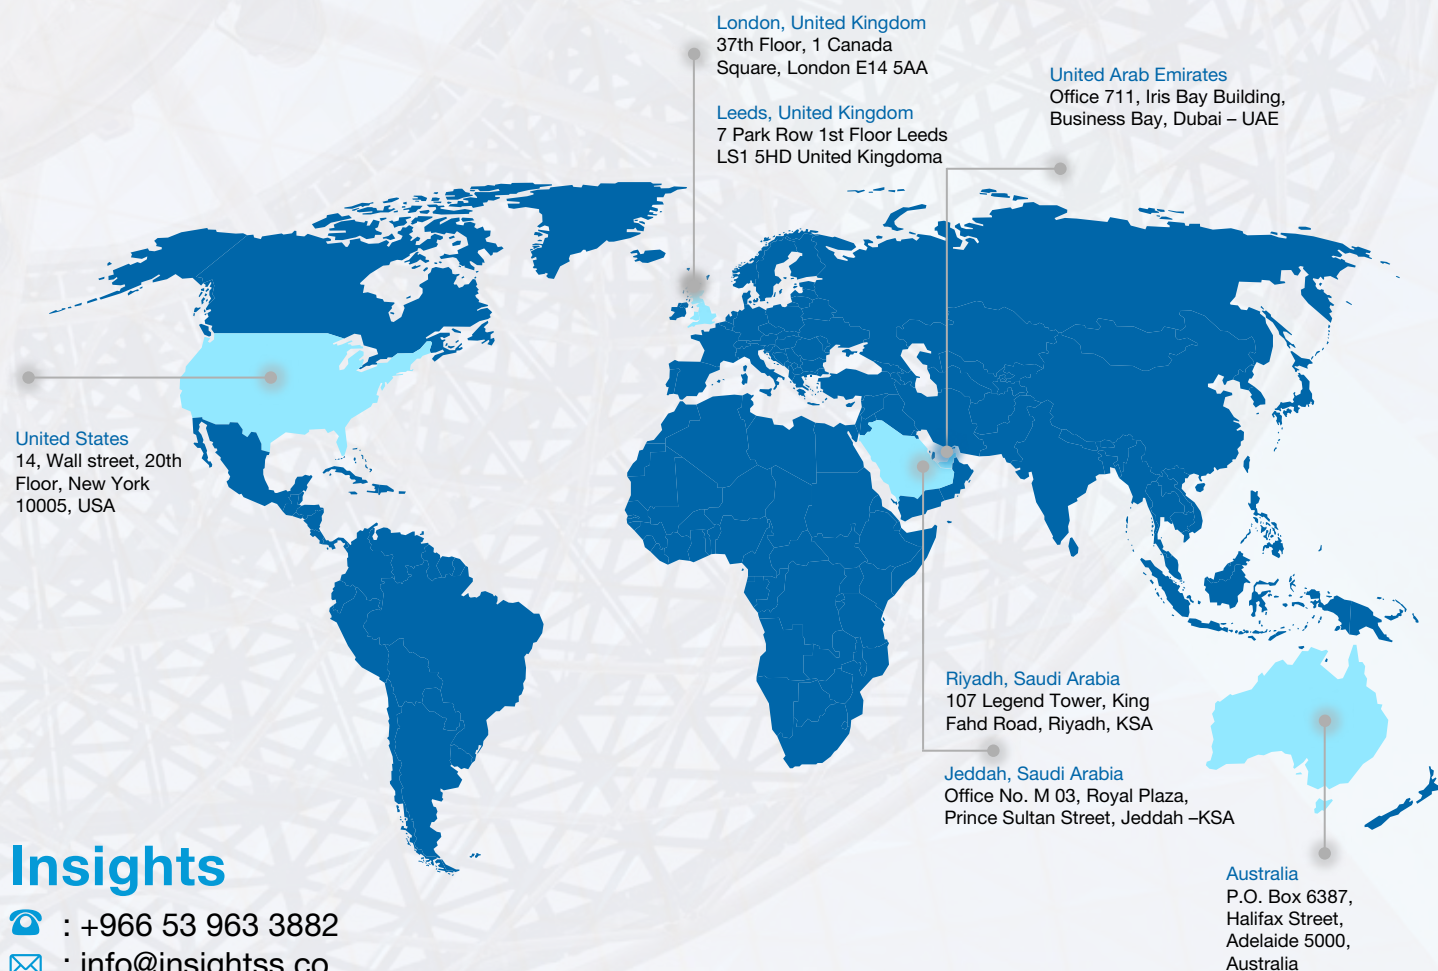 London, United Kingdom
37th Floor, 1 Canada
Square, London E14 5AA
Leeds, United Kingdom
7 Park Row 1st Floor Leeds
LS1 5HD United Kingdoma
United Arab Emirates
Office 711, Iris Bay Building,
Business Bay, Dubai – UAE
United States
14, Wall street, 20th
Floor, New York
10005, USA
Riyadh, Saudi Arabia
107 Legend Tower, King
Fahd Road, Riyadh, KSA
Jeddah, Saudi Arabia
Office No. M 03, Royal Plaza,
Prince Sultan Street, Jeddah –KSA
Australia
P.O. Box 6387,
Halifax Street,
Adelaide 5000,
Australia
Insights
: +966 53 963 3882
: info@insightss.co